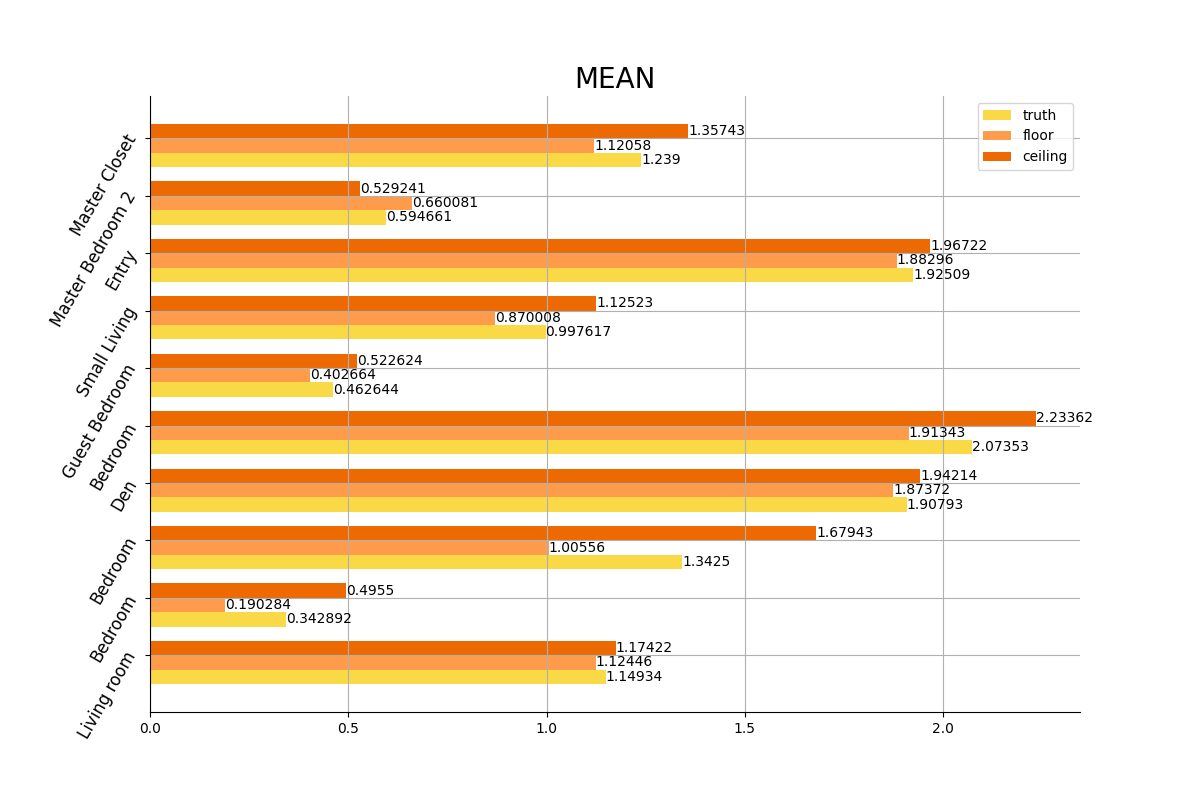 MEAN
truth
floor
ceiling
Master Closet
1.35743
1.12058
1.239
Master Bedroom 2
0.529241
0.660081
0.594661
Entry
1.96722
1.88296
1.92509
Small Living
1.12523
0.870008
0.997617
Guest Bedroom
0.522624
0.402664
0.462644
Bedroom
2.23362
1.91343
2.07353
Den
1.94214
1.87372
1.90793
Bedroom
1.67943
1.00556
1.3425
Bedroom
0.4955
0.190284
0.342892
Living room
1.17422
1.12446
1.14934
0.0 0.5 1.0 1.5 2.0